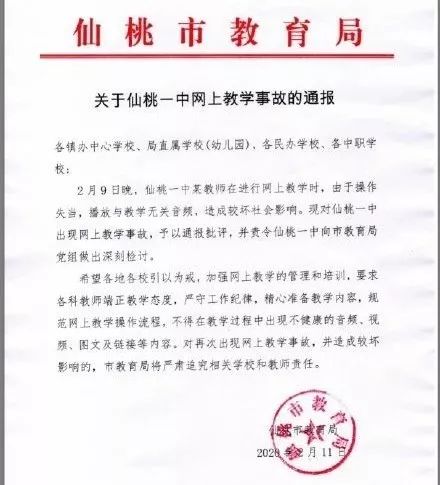 仙桃市教育局
关于仙桃一中网上教学事故的通报
各镇办中心学校、局直属学校(幼儿园)、各民办学校、各中职学
校:
2月9日晚,仙桃一中某教师在进行网上教学时,由于操作
失当,播放与教学无关音频、造成较坏社会影响。现对仙桃一中
出现网上教学事故,予以通报批评,并责令仙桃一中向市教育局
党组做出深刻检讨。
希望各地各校引以为戒,加强网上教学的管理和培训,要求
各科教师端正教学态度,严守工作纪律,精心准备教学内容,规
范网上教学操作流程,不得在教学过程中出现不健康的音频、视
频、图文及链接等内容。对再次出现网上教学事故,并造成较坏
影响的,市教育局将严肃追究相关学校和教师责任。
仙桃市教育局
2020年2月11日
仙桃市教育局